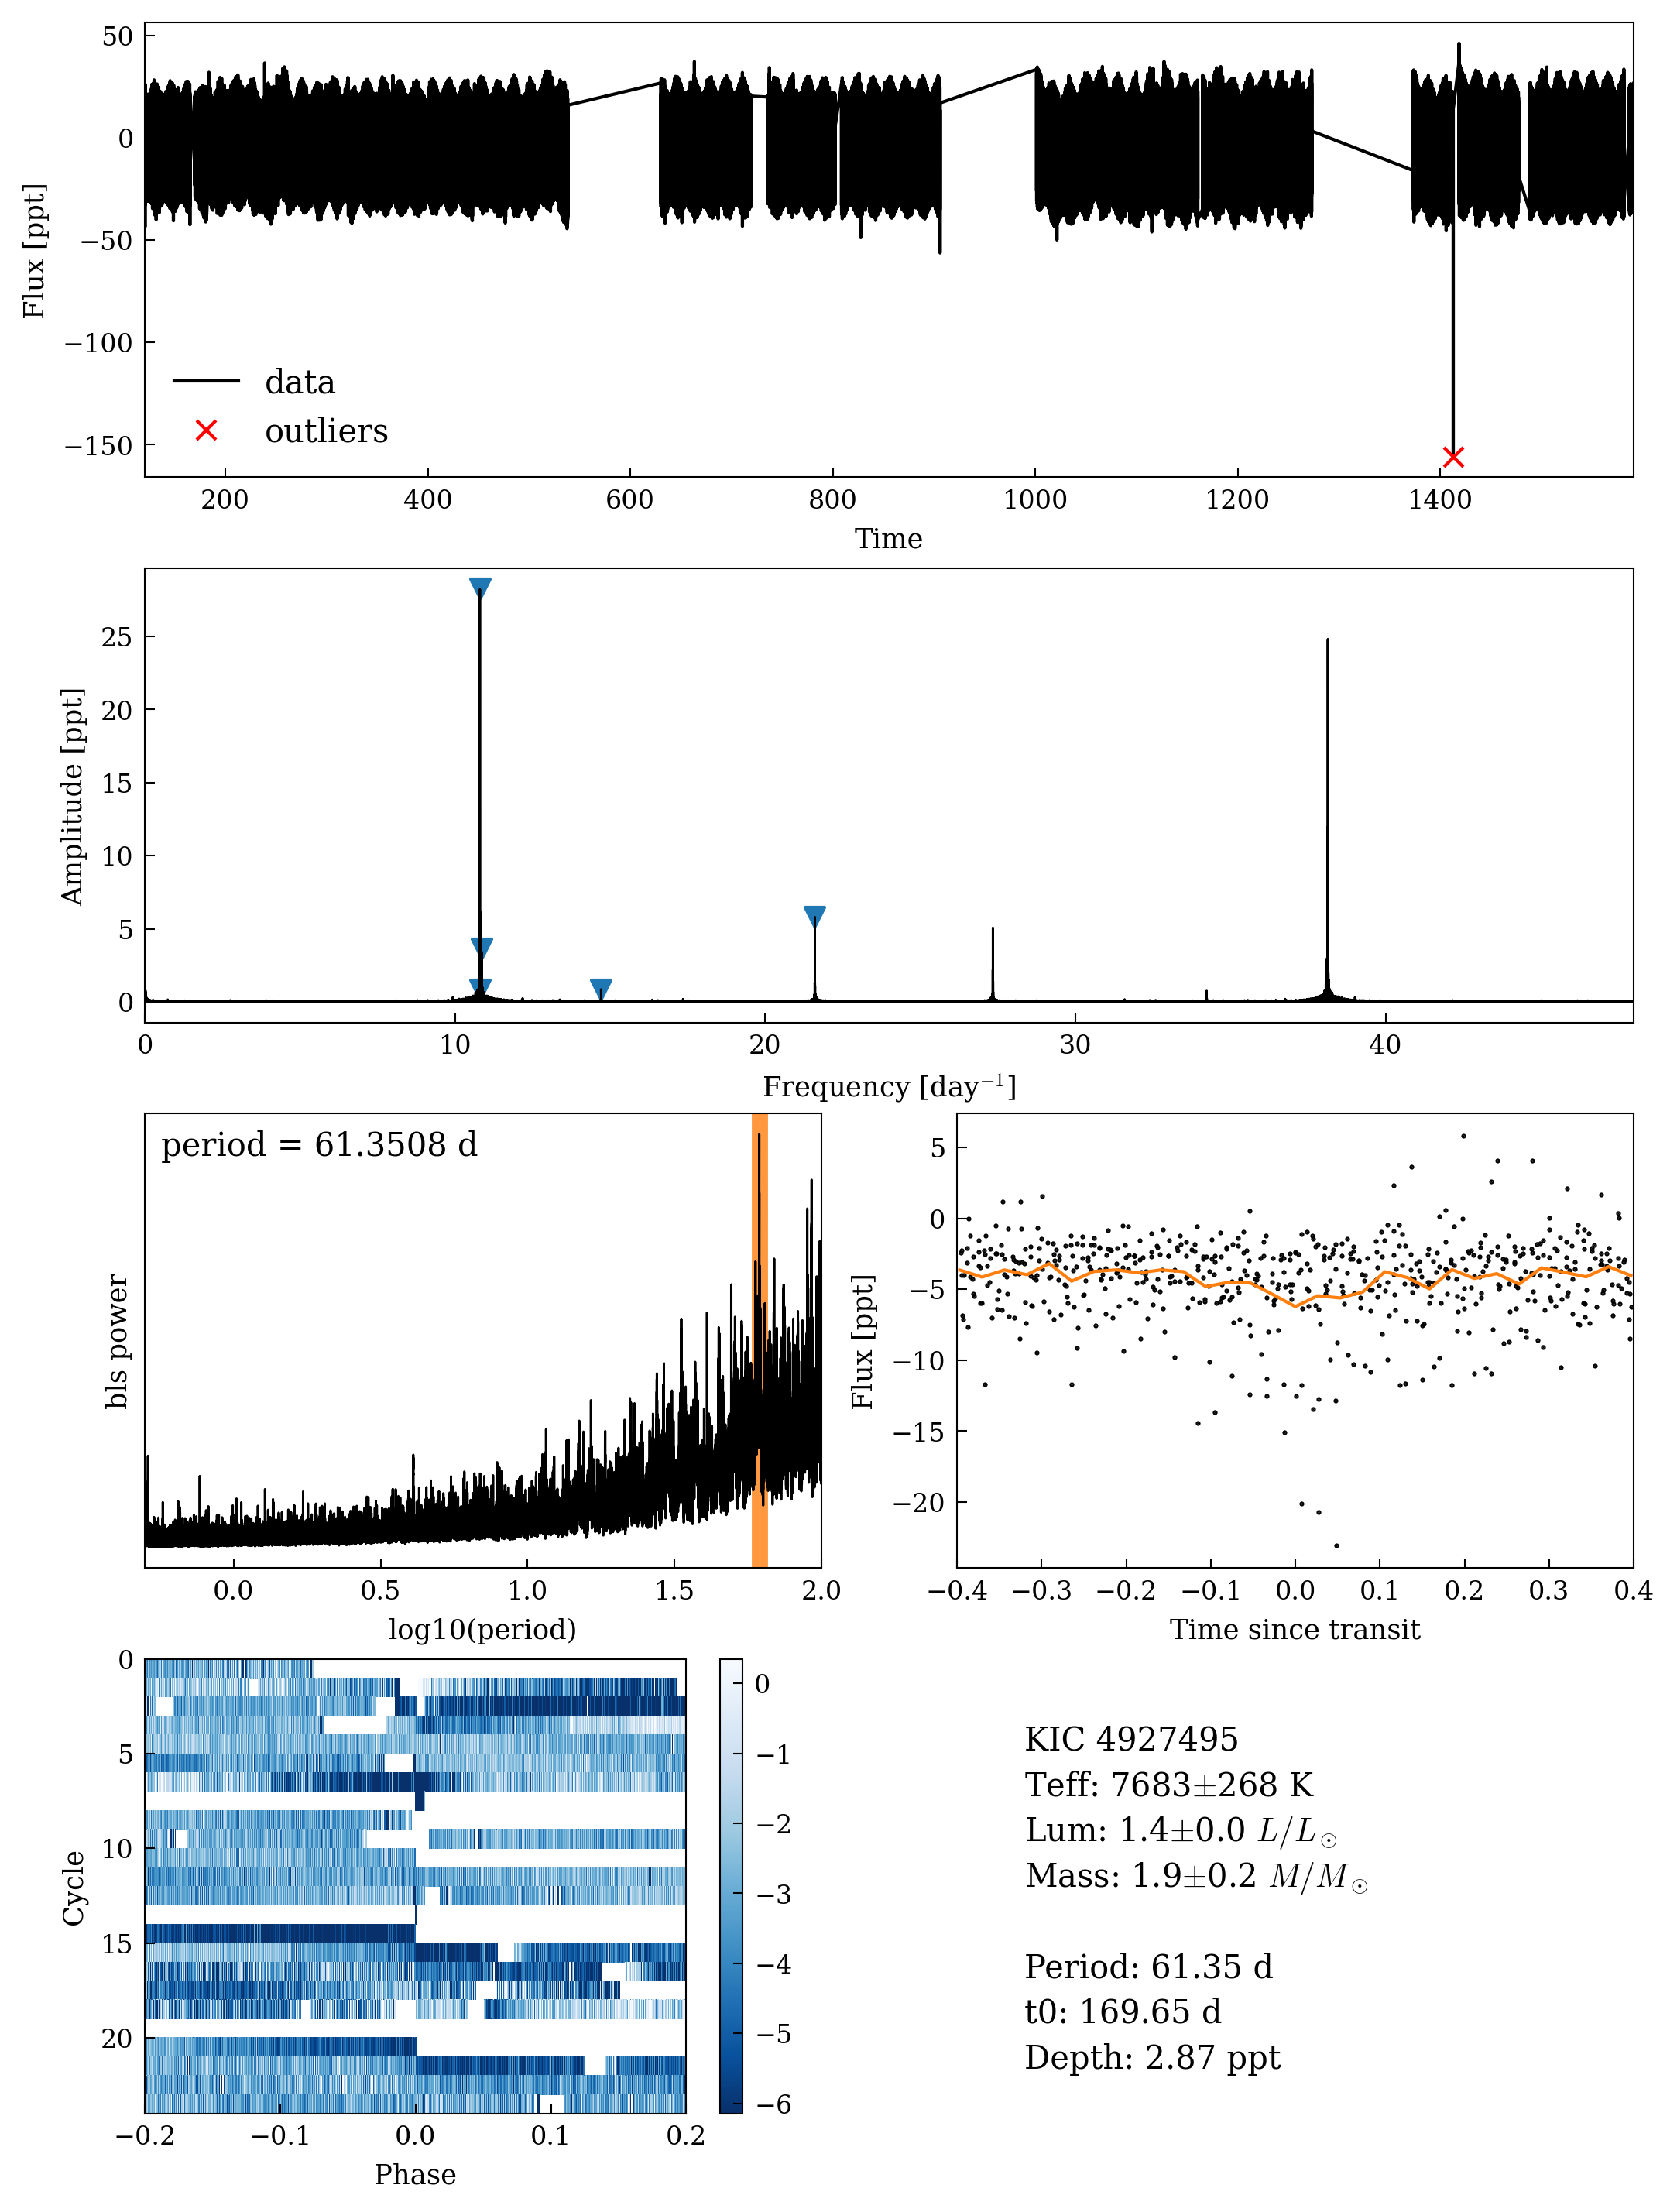 50
0
−50
−100
−150
Flux [ppt]
data
outliers
200 400 600 800 1000 1200 1400
Time
25
20
15
10
5
0
Amplitude [ppt]
0 10 20 30 40
Frequency [day⁻¹]
period = 61.3508 d
bls power
0.0 0.5 1.0 1.5 2.0
log10(period)
5
0
−5
−10
−15
−20
Flux [ppt]
−0.4 −0.3 −0.2 −0.1 0.0 0.1 0.2 0.3 0.4
Time since transit
0
5
10
15
20
Cycle
−0.2 −0.1 0.0 0.1 0.2
Phase
0
−1
−2
−3
−4
−5
−6
KIC 4927495
Teff: 7683±268 K
Lum: 1.4±0.0 L/L☉
Mass: 1.9±0.2 M/M☉
Period: 61.35 d
t0: 169.65 d
Depth: 2.87 ppt